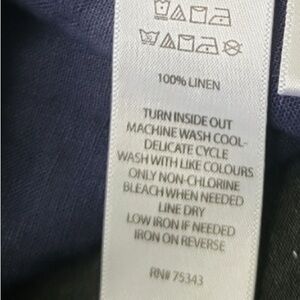 100% LINEN
TURN INSIDE OUT
MACHINE WASH COOL-
DELICATE CYCLE
WASH WITH LIKE COLOURS
ONLY NON-CHLORINE
BLEACH WHEN NEEDED
LINE DRY
LOW IRON IF NEEDED
IRON ON REVERSE
RN# 75343